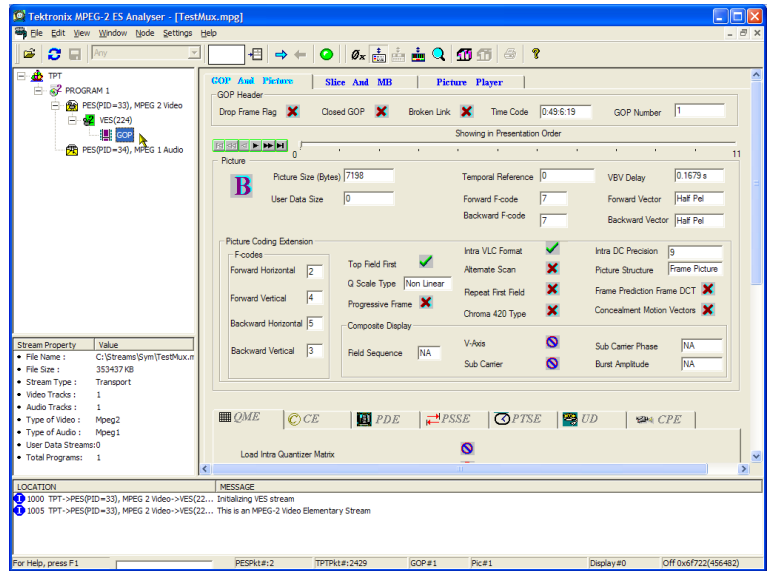 Tektronix MPEG-2 ES Analyser - [TestMux.mpg]
File Edit View Window Node Settings Help
Any
TPT
PROGRAM 1
PES(PID=33), MPEG 2 Video
VES(224)
GOP
PES(PID=34), MPEG 1 Audio
Stream Property Value
File Name : C:\Streams\Sym\TestMux.m
File Size : 353437 KB
Stream Type : Transport
Video Tracks : 1
Audio Tracks : 1
Type of Video : Mpeg2
Type of Audio : Mpeg1
User Data Streams:0
Total Programs: 1
GOP And Picture Slice And MB Picture Player
GOP Header
Drop Frame Flag Closed GOP Broken Link Time Code 0:49:6:19 GOP Number 1
Showing in Presentation Order
0 11
Picture
B
Picture Size (Bytes) 7198 Temporal Reference 0 VBV Delay 0.1679 s
User Data Size 0 Forward F-code 7 Forward Vector Half Pel
Backward F-code 7 Backward Vector Half Pel
Picture Coding Extension
F-codes
Forward Horizontal 2
Forward Vertical 4
Backward Horizontal 5
Backward Vertical 3
Top Field First Intra VLC Format Intra DC Precision 9
Q Scale Type Non Linear Alternate Scan Picture Structure Frame Picture
Progressive Frame Repeat First Field Frame Prediction Frame DCT
Chroma 420 Type Concealment Motion Vectors
Composite Display
Field Sequence NA V-Axis Sub Carrier Phase NA
Sub Carrier Burst Amplitude NA
QME CE PDE PSSE PTSE UD CPE
Load Intra Quantizer Matrix
LOCATION MESSAGE
1000 TPT->PES(PID=33), MPEG 2 Video->VES(22... Initializing VES stream
1005 TPT->PES(PID=33), MPEG 2 Video->VES(22... This is an MPEG-2 Video Elementary Stream
For Help, press F1 PESPkt#:2 TPTPkt#:2429 GOP#1 Pic#1 Display#0 Off 0x6f722(456482)